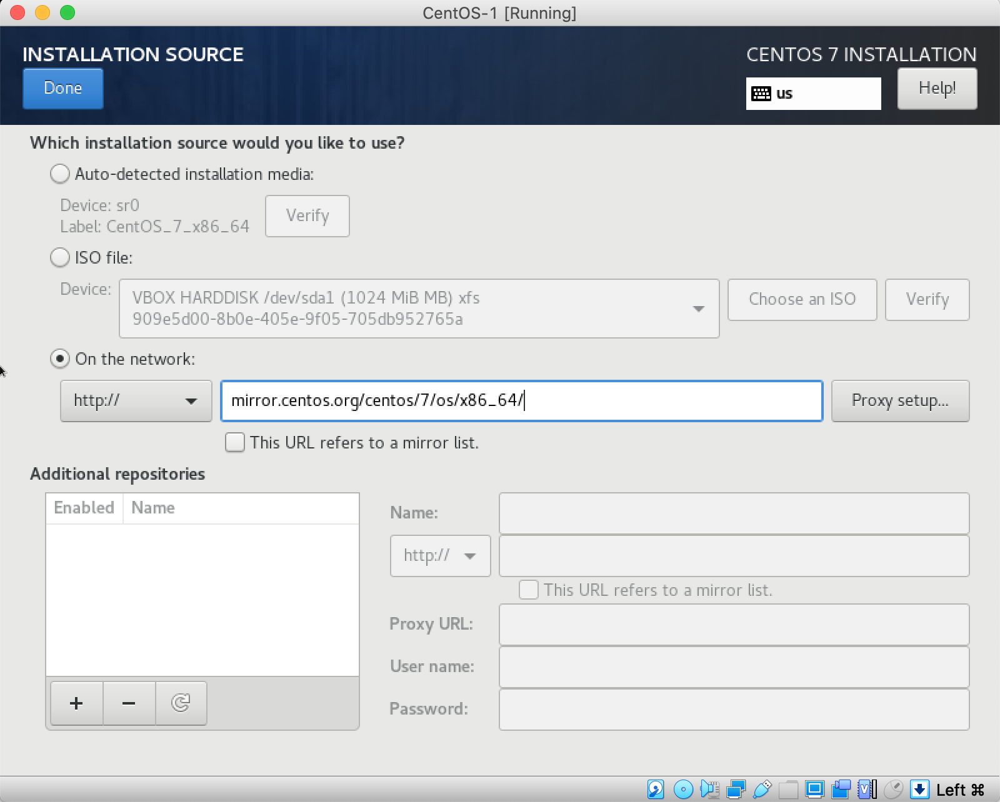 CentOS-1 [Running]
INSTALLATION SOURCE
CENTOS 7 INSTALLATION
Done
us
Help!
Which installation source would you like to use?
Auto-detected installation media:
Device: sr0
Label: CentOS_7_x86_64
Verify
ISO file:
Device:
VBOX HARDDISK /dev/sda1 (1024 MiB MB) xfs
909e5d00-8b0e-405e-9f05-705db952765a
Choose an ISO
Verify
On the network:
http://
mirror.centos.org/centos/7/os/x86_64/
Proxy setup...
This URL refers to a mirror list.
Additional repositories
Enabled
Name
Name:
http://
This URL refers to a mirror list.
Proxy URL:
User name:
Password:
Left ⌘